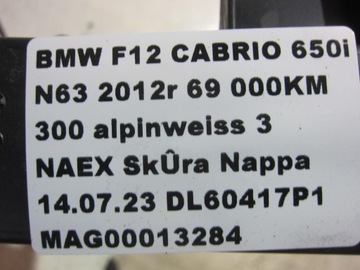 BMW F12 CABRIO 650i
N63 2012r 69 000KM
300 alpinweiss 3
NAEX SkÛra Nappa
14.07.23 DL60417P1
MAG00013284